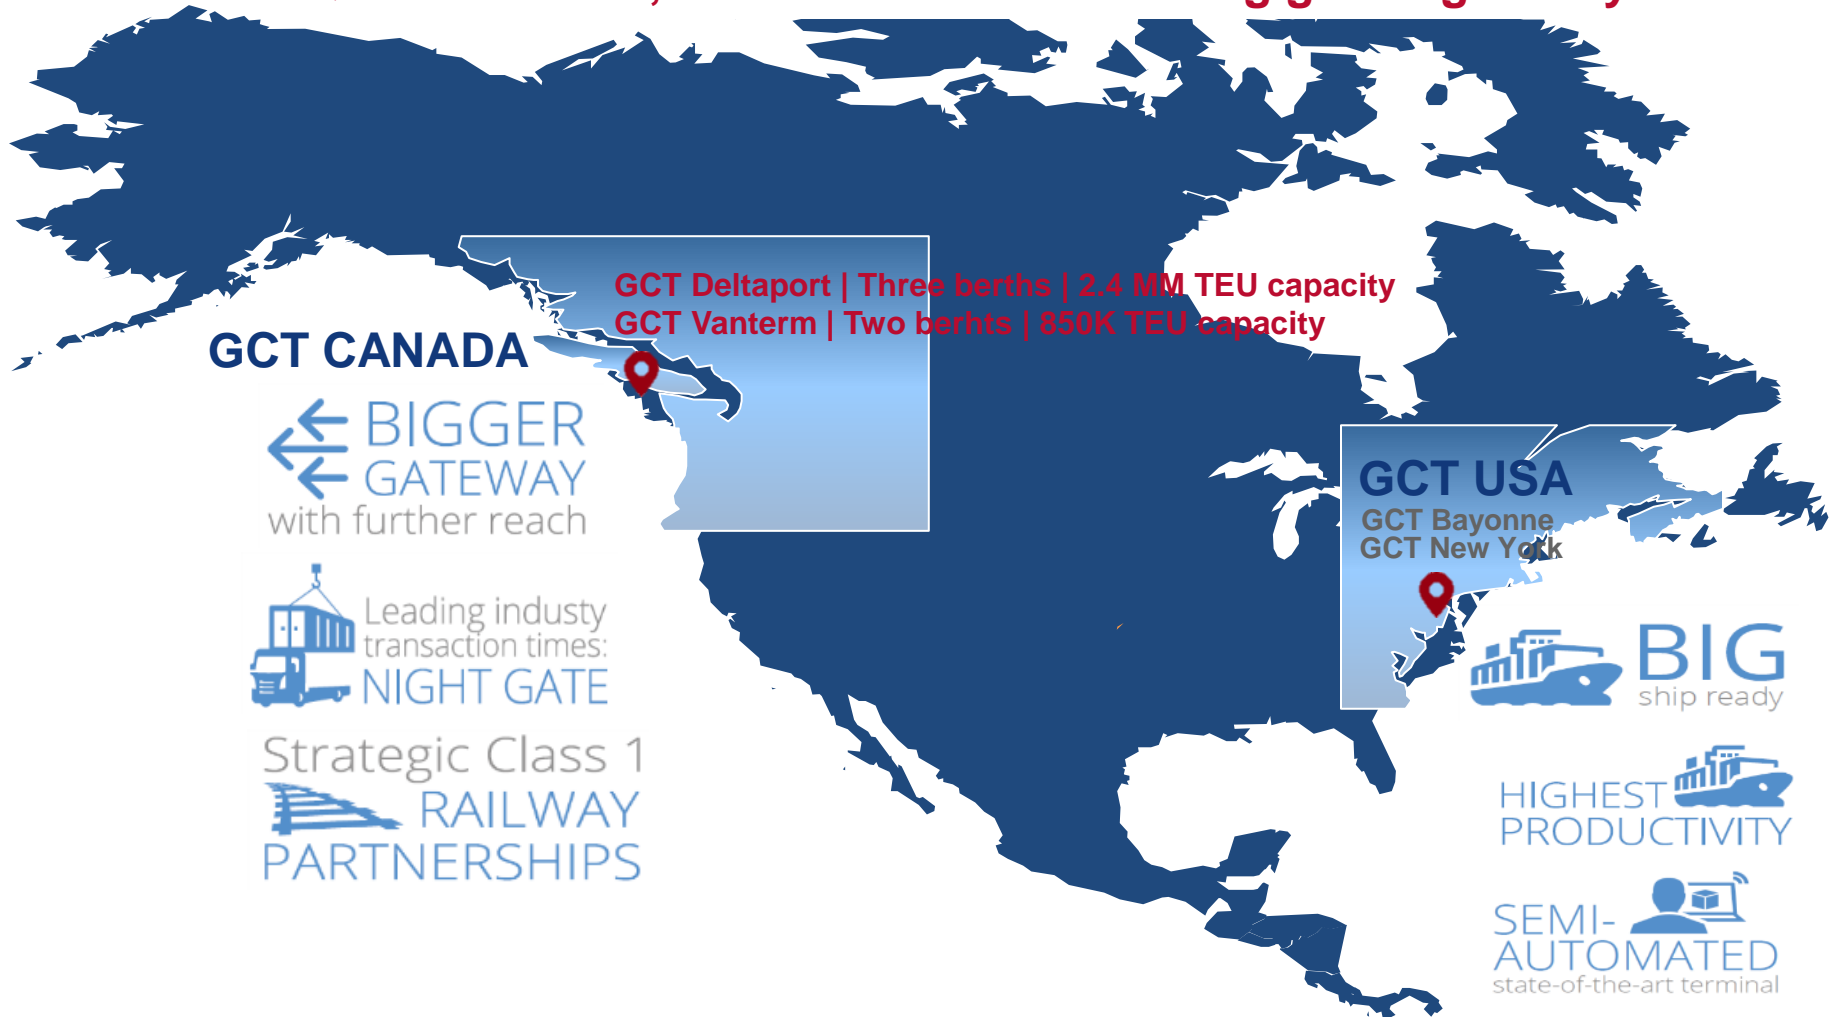 GCT Deltaport | Three berths | 2.4 MM TEU capacity
GCT Vanterm | Two berhts | 850K TEU capacity
GCT CANADA
BIGGER
GATEWAY
with further reach
Leading industy
transaction times:
NIGHT GATE
Strategic Class 1
RAILWAY
PARTNERSHIPS
GCT USA
GCT Bayonne
GCT New York
BIG
ship ready
HIGHEST
PRODUCTIVITY
SEMI-
AUTOMATED
state-of-the-art terminal